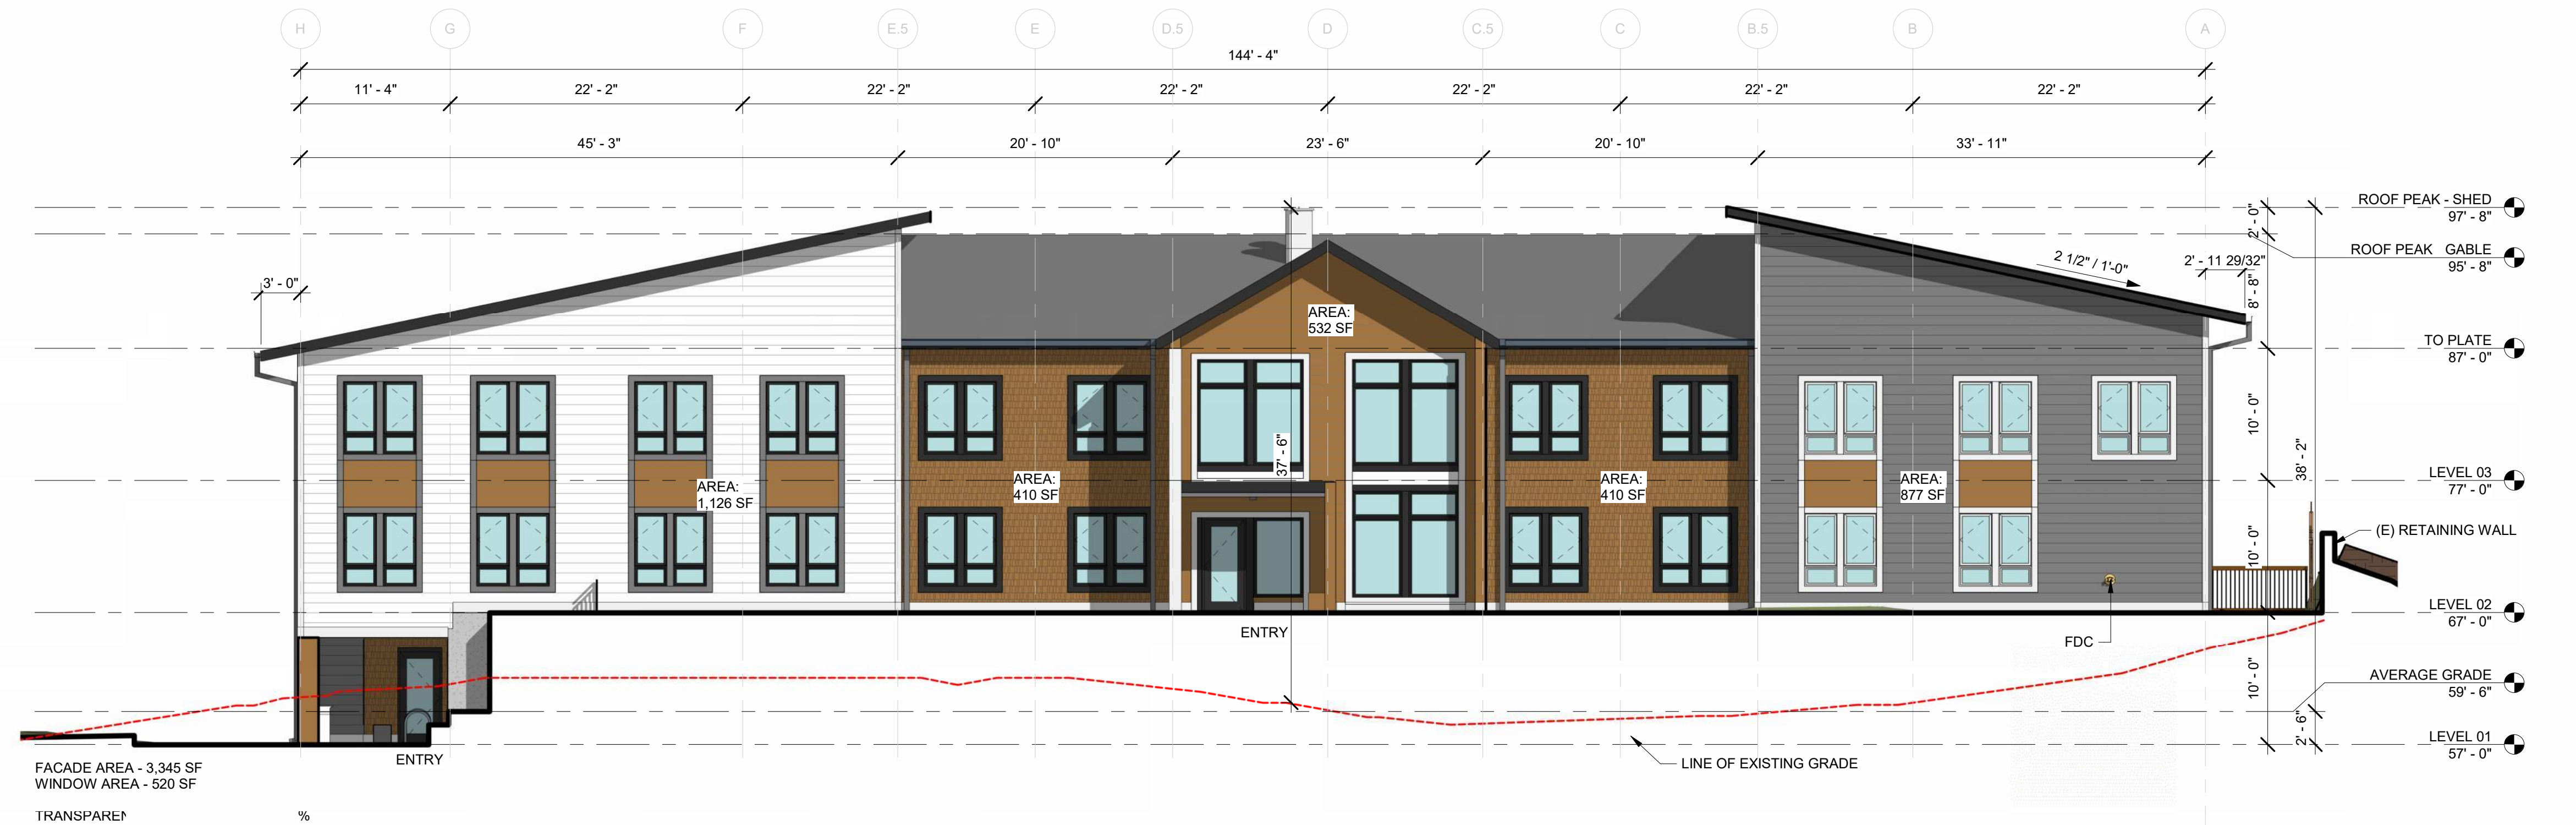 H G F E.5 E D.5 D C.5 C B.5 B A
144' - 4"
11' - 4" 22' - 2" 22' - 2" 22' - 2" 22' - 2" 22' - 2" 22' - 2"
45' - 3" 20' - 10" 23' - 6" 20' - 10" 33' - 11"
ROOF PEAK - SHED
97' - 8"
2' - 0"
ROOF PEAK GABLE
95' - 8"
2 1/2" / 1'-0"
2' - 11 29/32"
3' - 0"
8' - 8"
AREA:
532 SF
TO PLATE
87' - 0"
10' - 0"
37' - 6"
38' - 2"
LEVEL 03
77' - 0"
AREA:
1,126 SF
AREA:
410 SF
AREA:
410 SF
AREA:
877 SF
(E) RETAINING WALL
10' - 0"
LEVEL 02
67' - 0"
ENTRY
FDC
10' - 0"
AVERAGE GRADE
59' - 6"
2' - 6"
LEVEL 01
57' - 0"
ENTRY
LINE OF EXISTING GRADE
FACADE AREA - 3,345 SF
WINDOW AREA - 520 SF
%